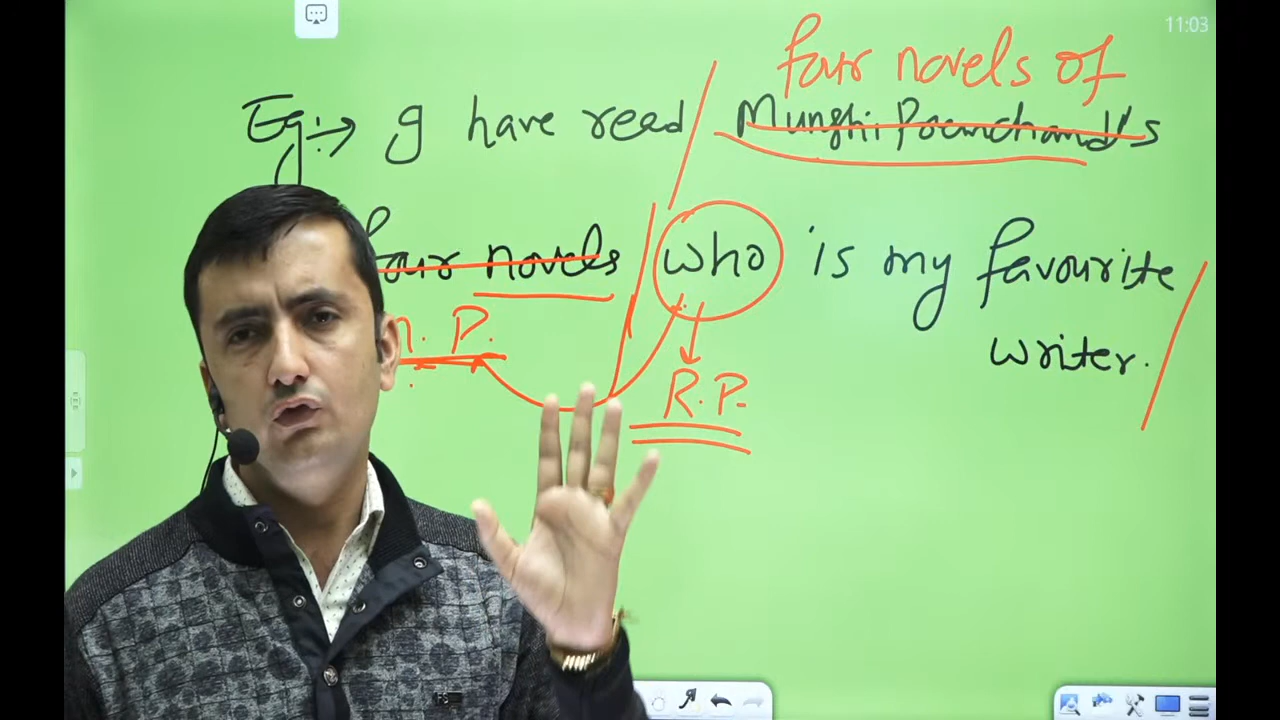 11:03
four novels of
Eg:→ I have read / Munshi Premchand's
four novels / who is my favourite
writer.
n. P.
R.P.